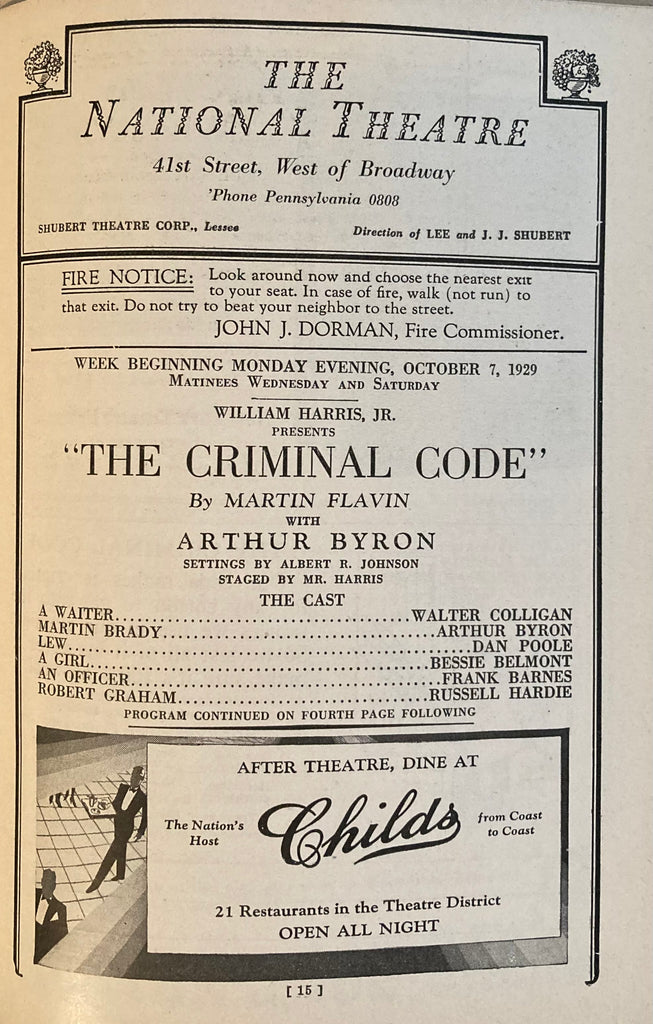 THE
NATIONAL THEATRE
41st Street, West of Broadway
'Phone Pennsylvania 0808
SHUBERT THEATRE CORP., Lessee Direction of LEE and J. J. SHUBERT
FIRE NOTICE: Look around now and choose the nearest exit
to your seat. In case of fire, walk (not run) to
that exit. Do not try to beat your neighbor to the street.
JOHN J. DORMAN, Fire Commissioner.
WEEK BEGINNING MONDAY EVENING, OCTOBER 7, 1929
MATINEES WEDNESDAY AND SATURDAY
WILLIAM HARRIS, JR.
PRESENTS
"THE CRIMINAL CODE"
By MARTIN FLAVIN
WITH
ARTHUR BYRON
SETTINGS BY ALBERT R. JOHNSON
STAGED BY MR. HARRIS
THE CAST
A WAITER........................................WALTER COLLIGAN
MARTIN BRADY........................................ARTHUR BYRON
LEW........................................DAN POOLE
A GIRL........................................BESSIE BELMONT
AN OFFICER........................................FRANK BARNES
ROBERT GRAHAM........................................RUSSELL HARDIE
PROGRAM CONTINUED ON FOURTH PAGE FOLLOWING
AFTER THEATRE, DINE AT
The Nation's
Host
Childs
from Coast
to Coast
21 Restaurants in the Theatre District
OPEN ALL NIGHT
[ 15 ]